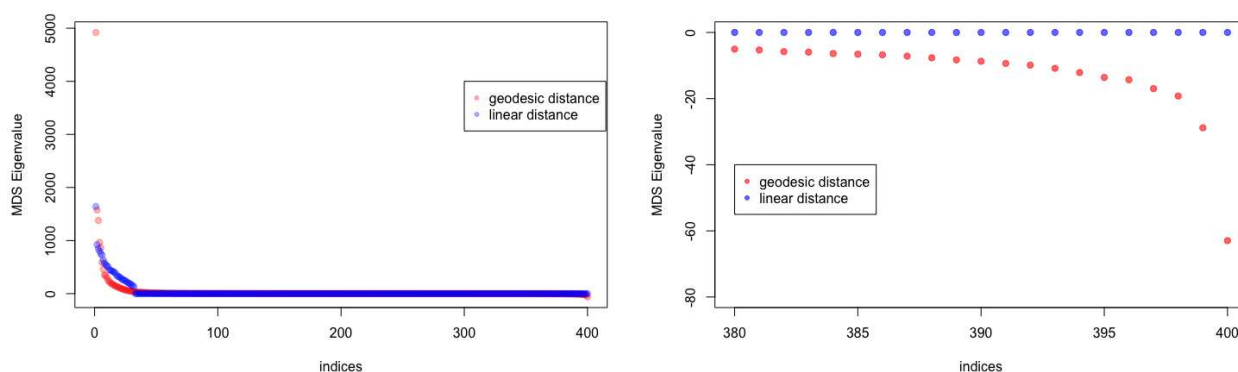 MDS Eigenvalue
5000
4000
3000
2000
1000
0
geodesic distance
linear distance
0
100
200
300
400
indices
MDS Eigenvalue
0
-20
-40
-60
-80
geodesic distance
linear distance
380
385
390
395
400
indices